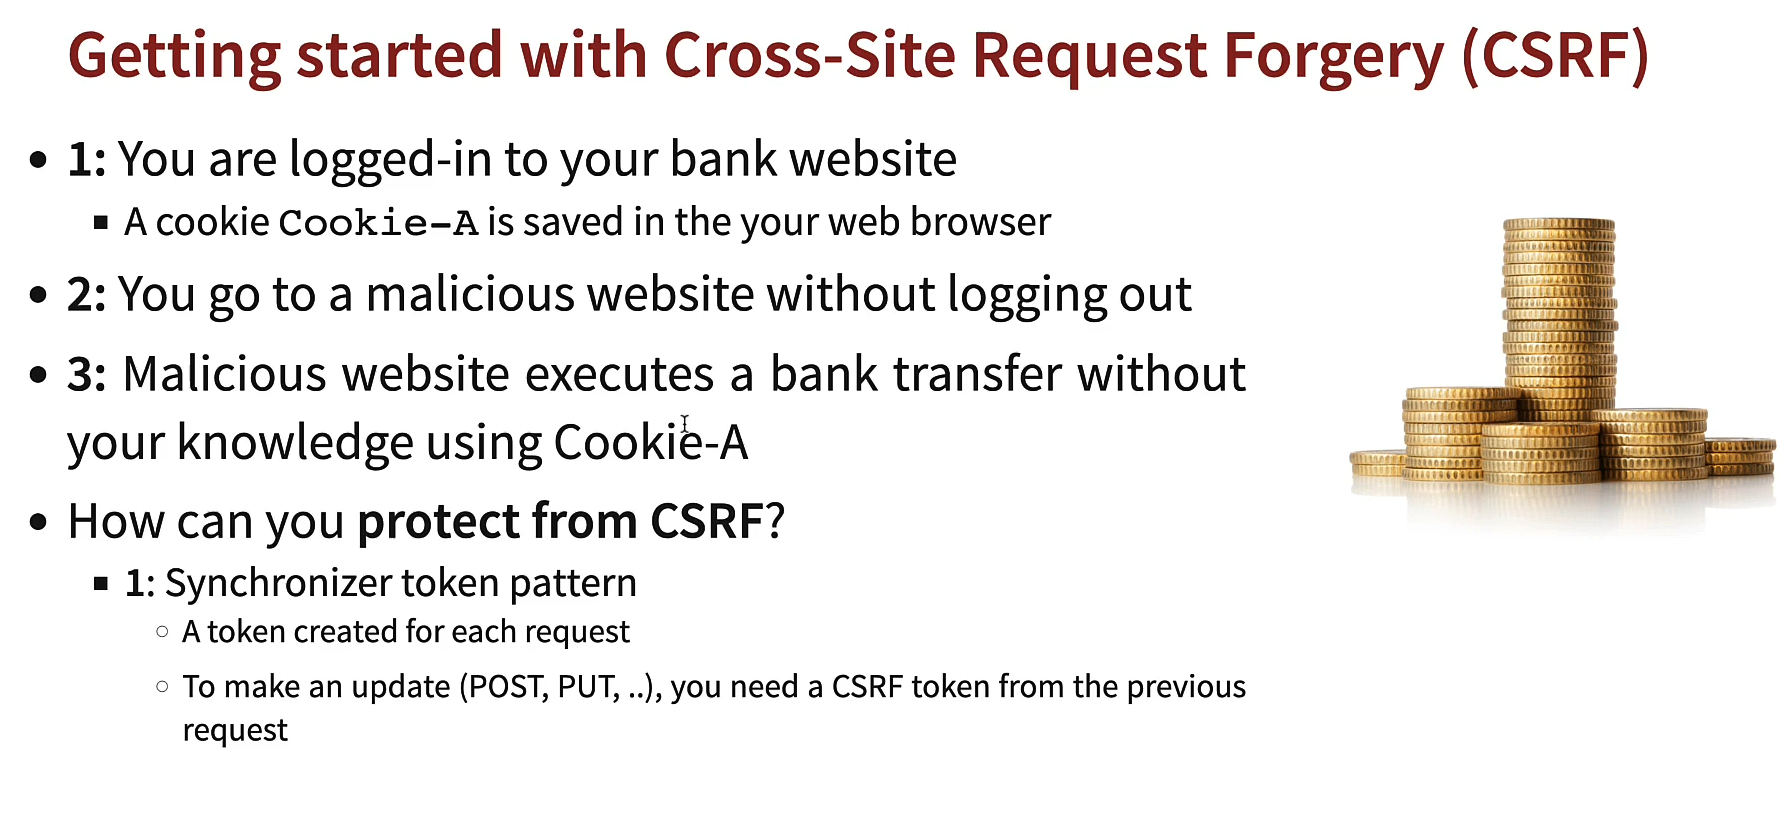 Getting started with Cross-Site Request Forgery (CSRF)
• 1: You are logged-in to your bank website
▪ A cookie Cookie-A is saved in the your web browser
• 2: You go to a malicious website without logging out
• 3: Malicious website executes a bank transfer without
your knowledge using Cookie-A
• How can you protect from CSRF?
▪ 1: Synchronizer token pattern
○ A token created for each request
○ To make an update (POST, PUT, ..), you need a CSRF token from the previous
request